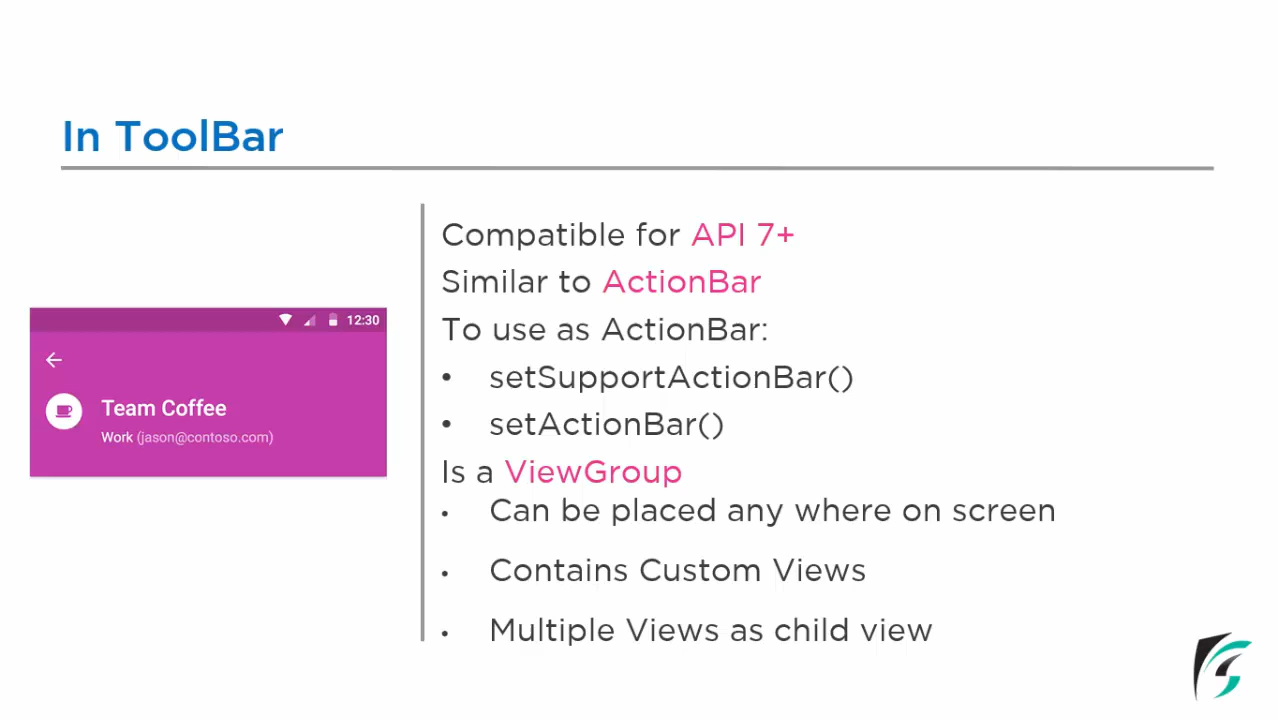 In ToolBar
12:30
Team Coffee
Work (jason@contoso.com)
Compatible for API 7+
Similar to ActionBar
To use as ActionBar:
• setSupportActionBar()
• setActionBar()
Is a ViewGroup
• Can be placed any where on screen
• Contains Custom Views
• Multiple Views as child view